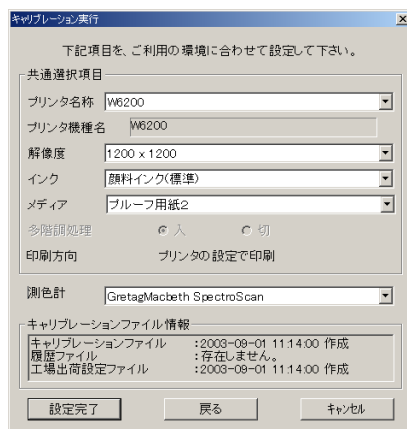 キャリブレーション実行
下記項目を、ご利用の環境に合わせて設定して下さい。
共通選択項目
プリンタ名称 W6200
プリンタ機種名 W6200
解像度 1200 x 1200
インク 顔料インク(標準)
メディア プルーフ用紙2
多階調処理 入 切
印刷方向 プリンタの設定で印刷
測色計 GretagMacbeth SpectroScan
キャリブレーションファイル情報
キャリブレーションファイル :2003-09-01 11:14:00 作成
履歴ファイル :存在しません。
工場出荷設定ファイル :2003-09-01 11:14:00 作成
設定完了 戻る キャンセル